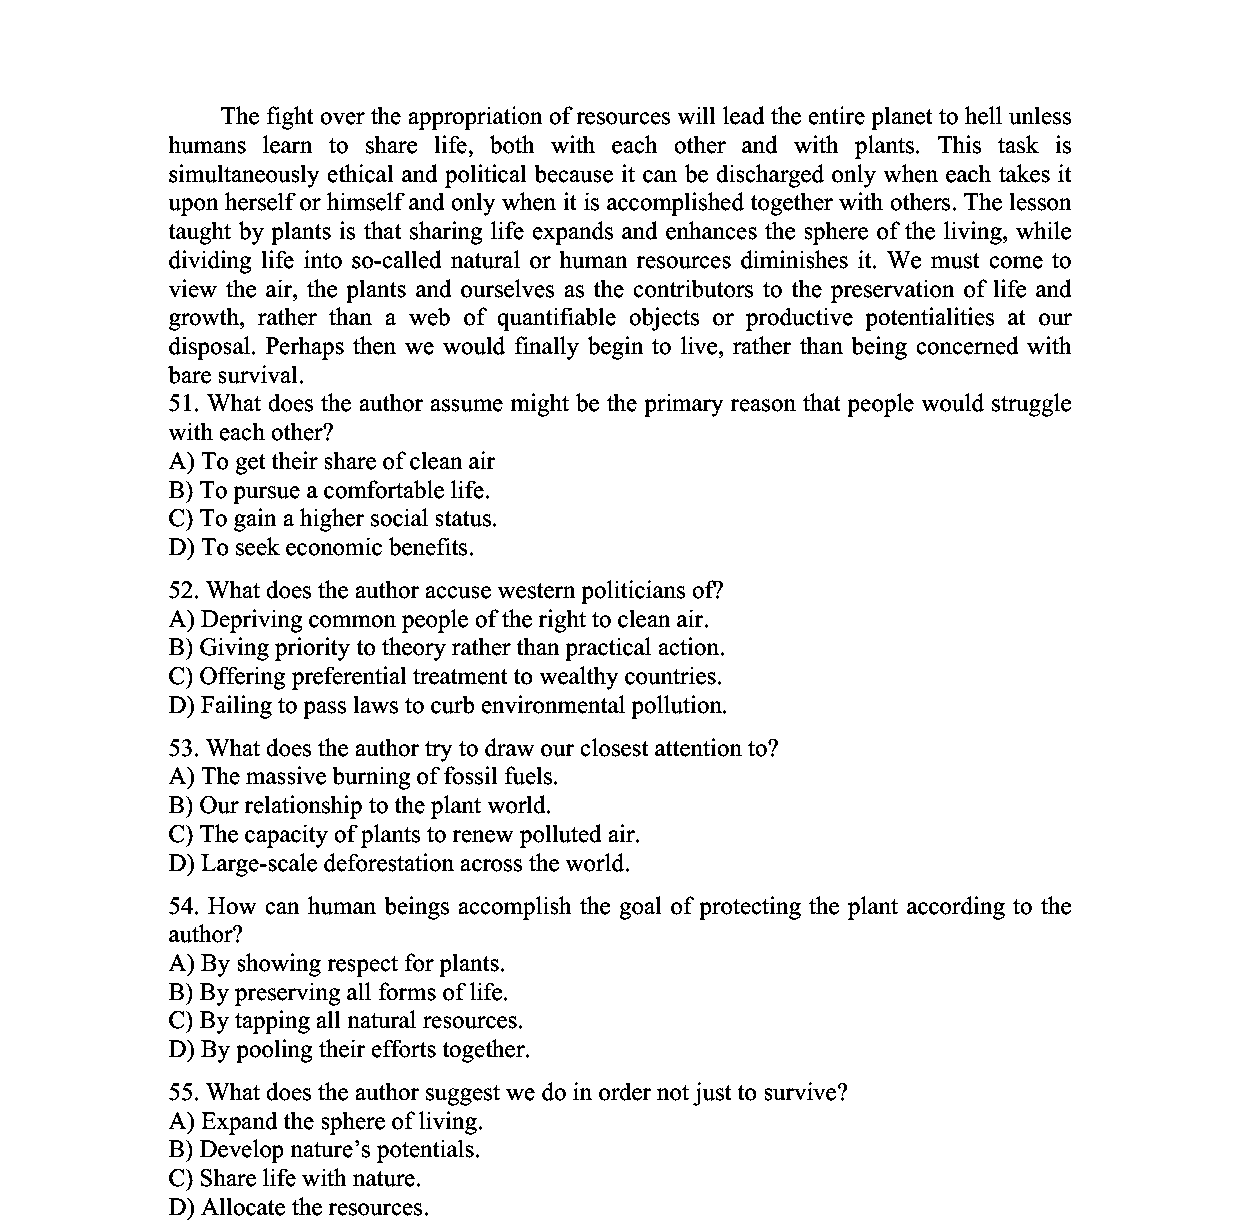 The fight over the appropriation of resources will lead the entire planet to hell unless
humans learn to share life, both with each other and with plants. This task is
simultaneously ethical and political because it can be discharged only when each takes it
upon herself or himself and only when it is accomplished together with others. The lesson
taught by plants is that sharing life expands and enhances the sphere of the living, while
dividing life into so-called natural or human resources diminishes it. We must come to
view the air, the plants and ourselves as the contributors to the preservation of life and
growth, rather than a web of quantifiable objects or productive potentialities at our
disposal. Perhaps then we would finally begin to live, rather than being concerned with
bare survival.
51. What does the author assume might be the primary reason that people would struggle
with each other?
A) To get their share of clean air
B) To pursue a comfortable life.
C) To gain a higher social status.
D) To seek economic benefits.
52. What does the author accuse western politicians of?
A) Depriving common people of the right to clean air.
B) Giving priority to theory rather than practical action.
C) Offering preferential treatment to wealthy countries.
D) Failing to pass laws to curb environmental pollution.
53. What does the author try to draw our closest attention to?
A) The massive burning of fossil fuels.
B) Our relationship to the plant world.
C) The capacity of plants to renew polluted air.
D) Large-scale deforestation across the world.
54. How can human beings accomplish the goal of protecting the plant according to the
author?
A) By showing respect for plants.
B) By preserving all forms of life.
C) By tapping all natural resources.
D) By pooling their efforts together.
55. What does the author suggest we do in order not just to survive?
A) Expand the sphere of living.
B) Develop nature's potentials.
C) Share life with nature.
D) Allocate the resources.